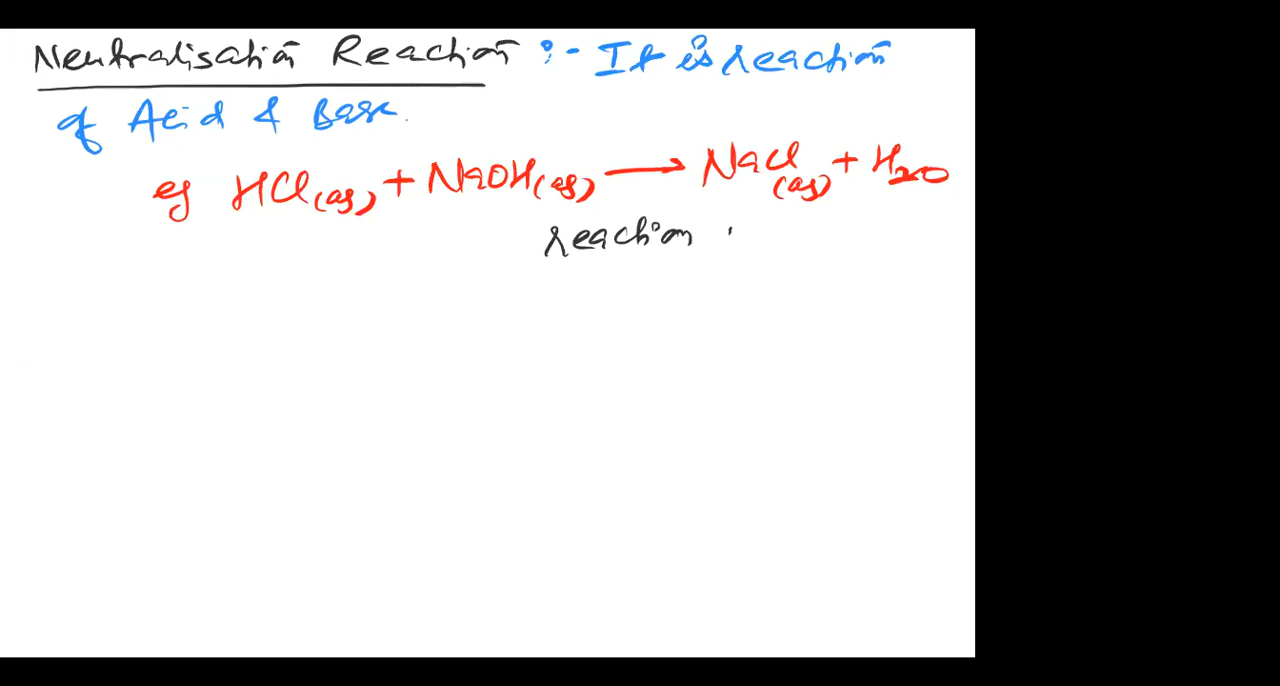 Neutralisation Reaction :- It is reaction
of Acid & Base.
eg HCl(aq) + NaOH(aq) → NaCl(aq) + H2O
reaction